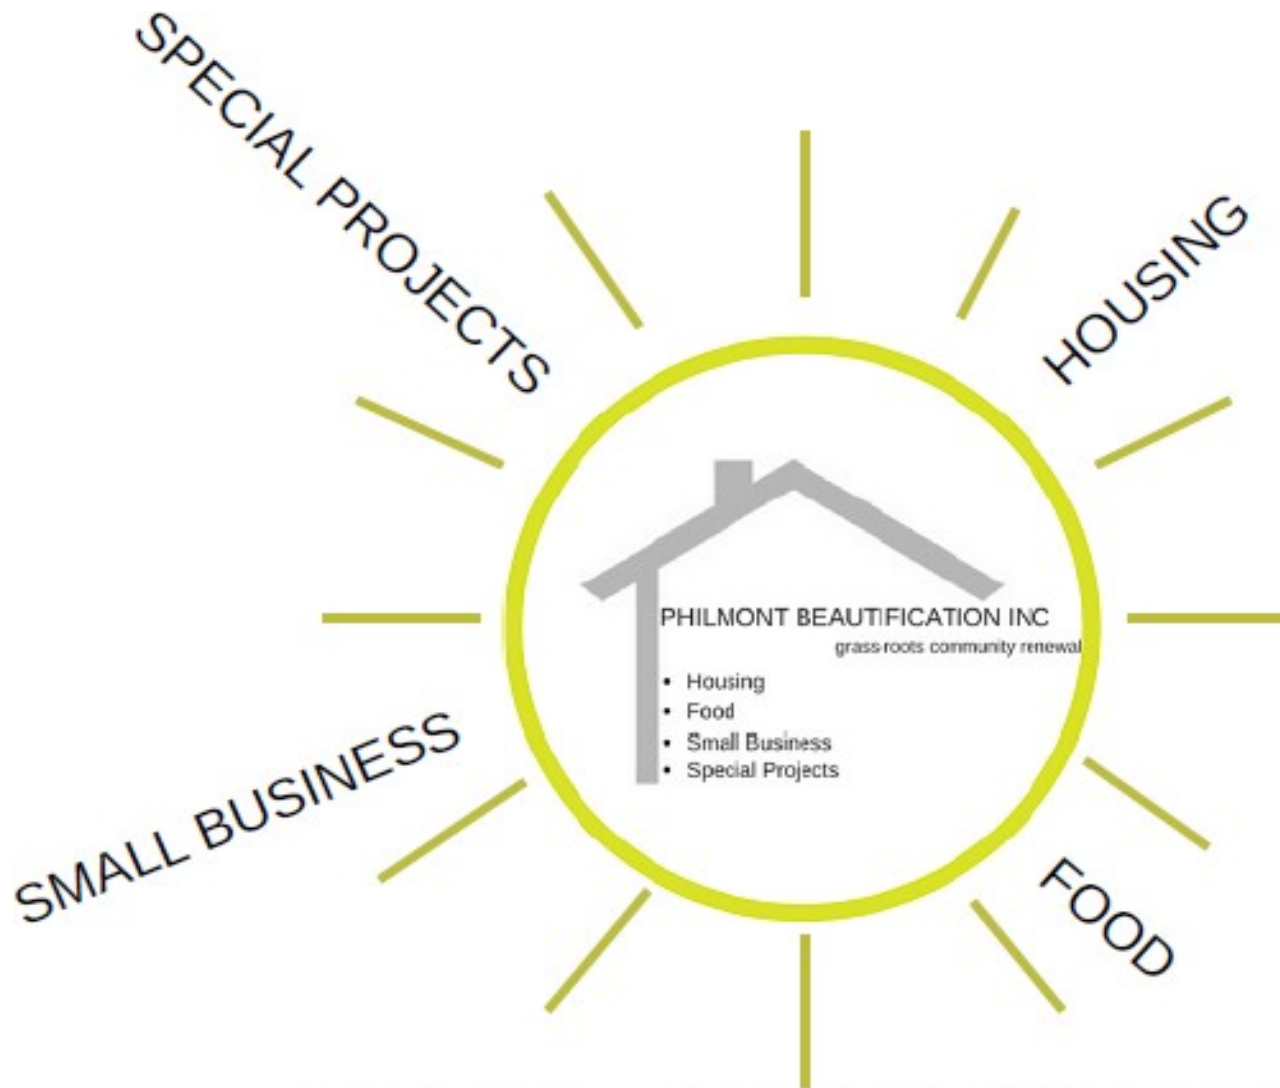 SPECIAL PROJECTS
HOUSING
PHILMONT BEAUTIFICATION INC
grass-roots community renewal
• Housing
• Food
• Small Business
• Special Projects
SMALL BUSINESS
FOOD